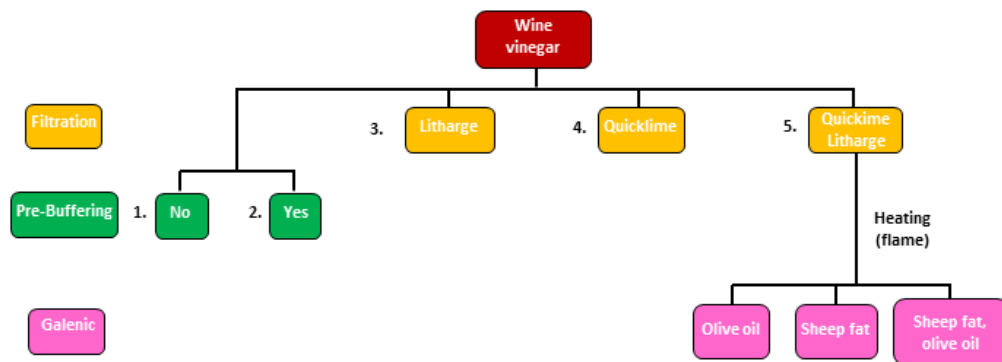 Wine
vinegar
Filtration
3.
Litharge
4.
Quicklime
5.
Quickime
Litharge
Pre-Buffering
1.
No
2.
Yes
Heating
(flame)
Galenic
Olive oil
Sheep fat
Sheep fat,
olive oil